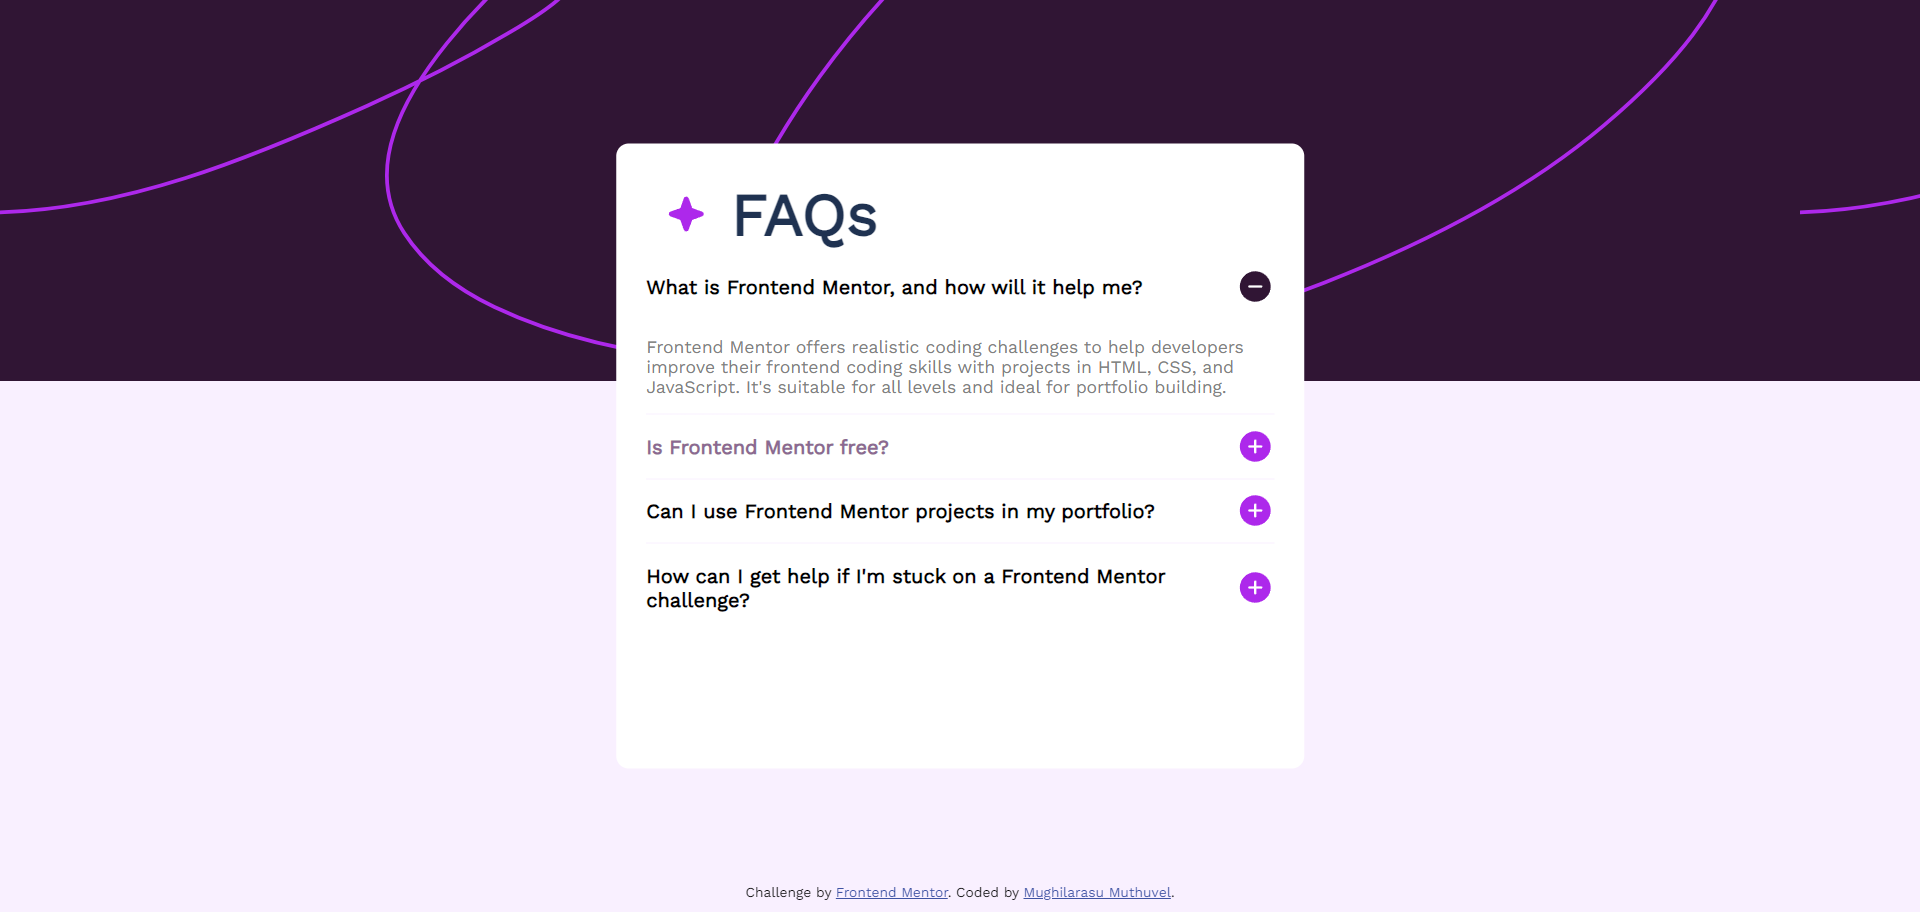 FAQs
What is Frontend Mentor, and how will it help me?
Frontend Mentor offers realistic coding challenges to help developers
improve their frontend coding skills with projects in HTML, CSS, and
JavaScript. It's suitable for all levels and ideal for portfolio building.
Is Frontend Mentor free?
Can I use Frontend Mentor projects in my portfolio?
How can I get help if I'm stuck on a Frontend Mentor
challenge?
Challenge by Frontend Mentor. Coded by Mughilarasu Muthuvel.